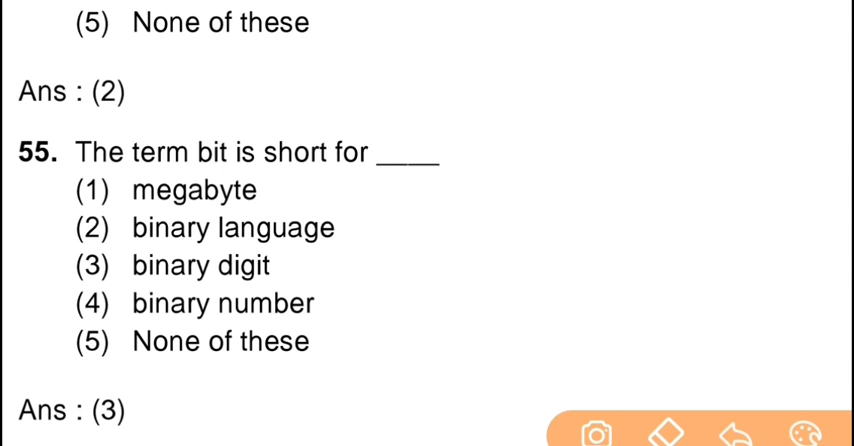 (5) None of these
Ans : (2)
55. The term bit is short for ____
(1) megabyte
(2) binary language
(3) binary digit
(4) binary number
(5) None of these
Ans : (3)